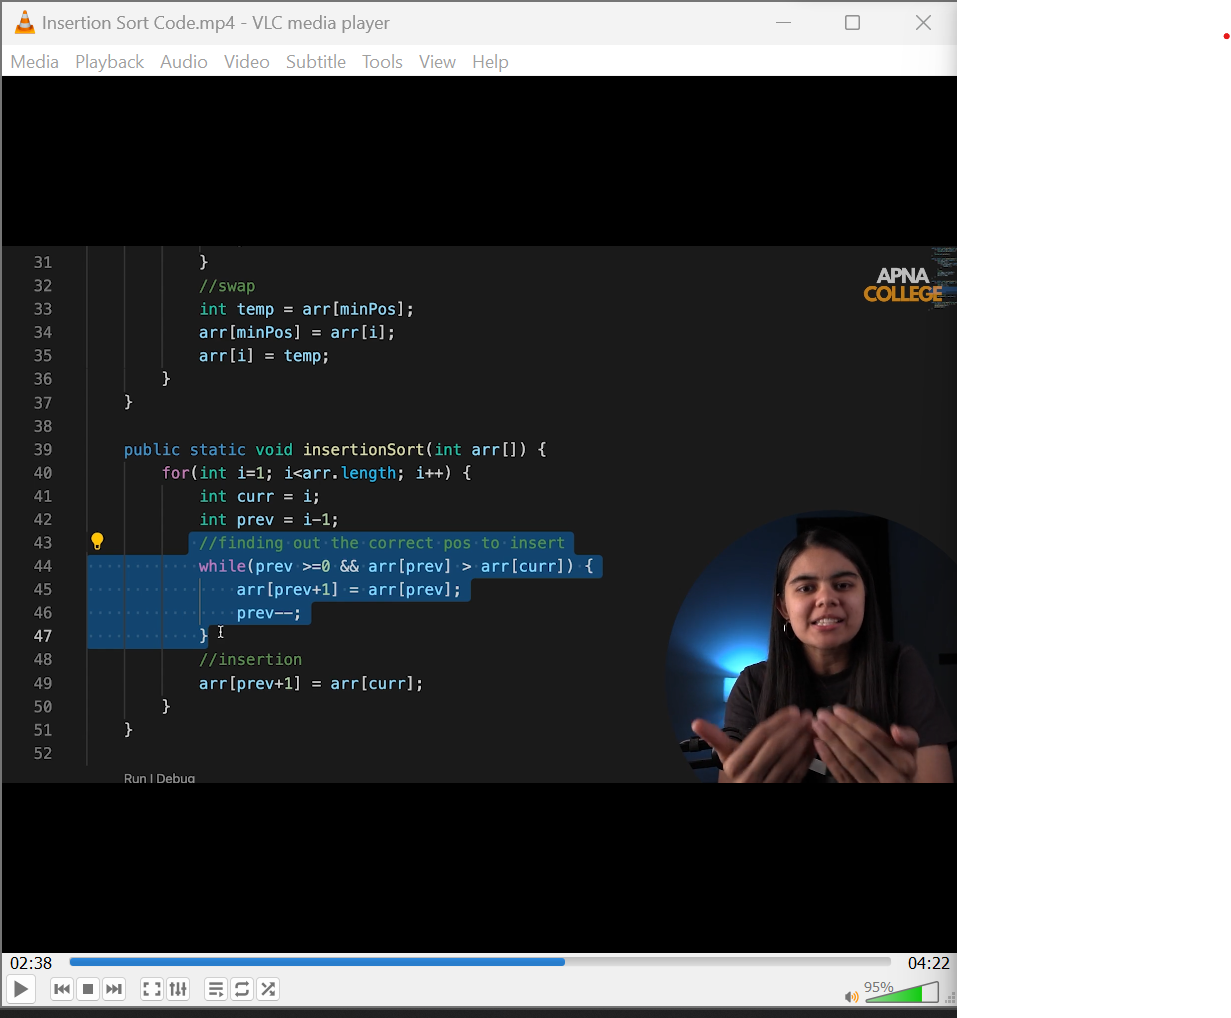 Insertion Sort Code.mp4 - VLC media player
Media Playback Audio Video Subtitle Tools View Help
APNA
COLLEGE
31 }
32 //swap
33 int temp = arr[minPos];
34 arr[minPos] = arr[i];
35 arr[i] = temp;
36 }
37 }
38
39 public static void insertionSort(int arr[]) {
40 for(int i=1; i<arr.length; i++) {
41 int curr = i;
42 int prev = i-1;
43 //finding out the correct pos to insert
44 while(prev >=0 && arr[prev] > arr[curr]) {
45 arr[prev+1] = arr[prev];
46 prev--;
47 }
48 //insertion
49 arr[prev+1] = arr[curr];
50 }
51 }
52
Run | Debug
02:38 04:22
95%